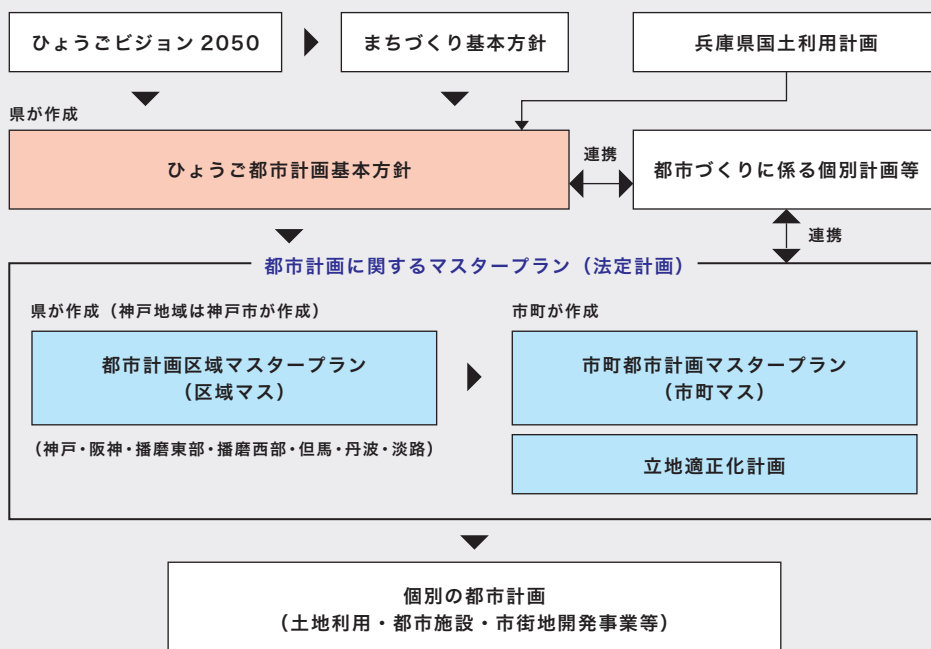 ひょうごビジョン 2050
まちづくり基本方針
兵庫県国土利用計画
県が作成
ひょうご都市計画基本方針
連携
都市づくりに係る個別計画等
連携
都市計画に関するマスタープラン（法定計画）
県が作成（神戸地域は神戸市が作成）
都市計画区域マスタープラン
（区域マス）
（神戸・阪神・播磨東部・播磨西部・但馬・丹波・淡路）
市町が作成
市町都市計画マスタープラン
（市町マス）
立地適正化計画
個別の都市計画
（土地利用・都市施設・市街地開発事業等）